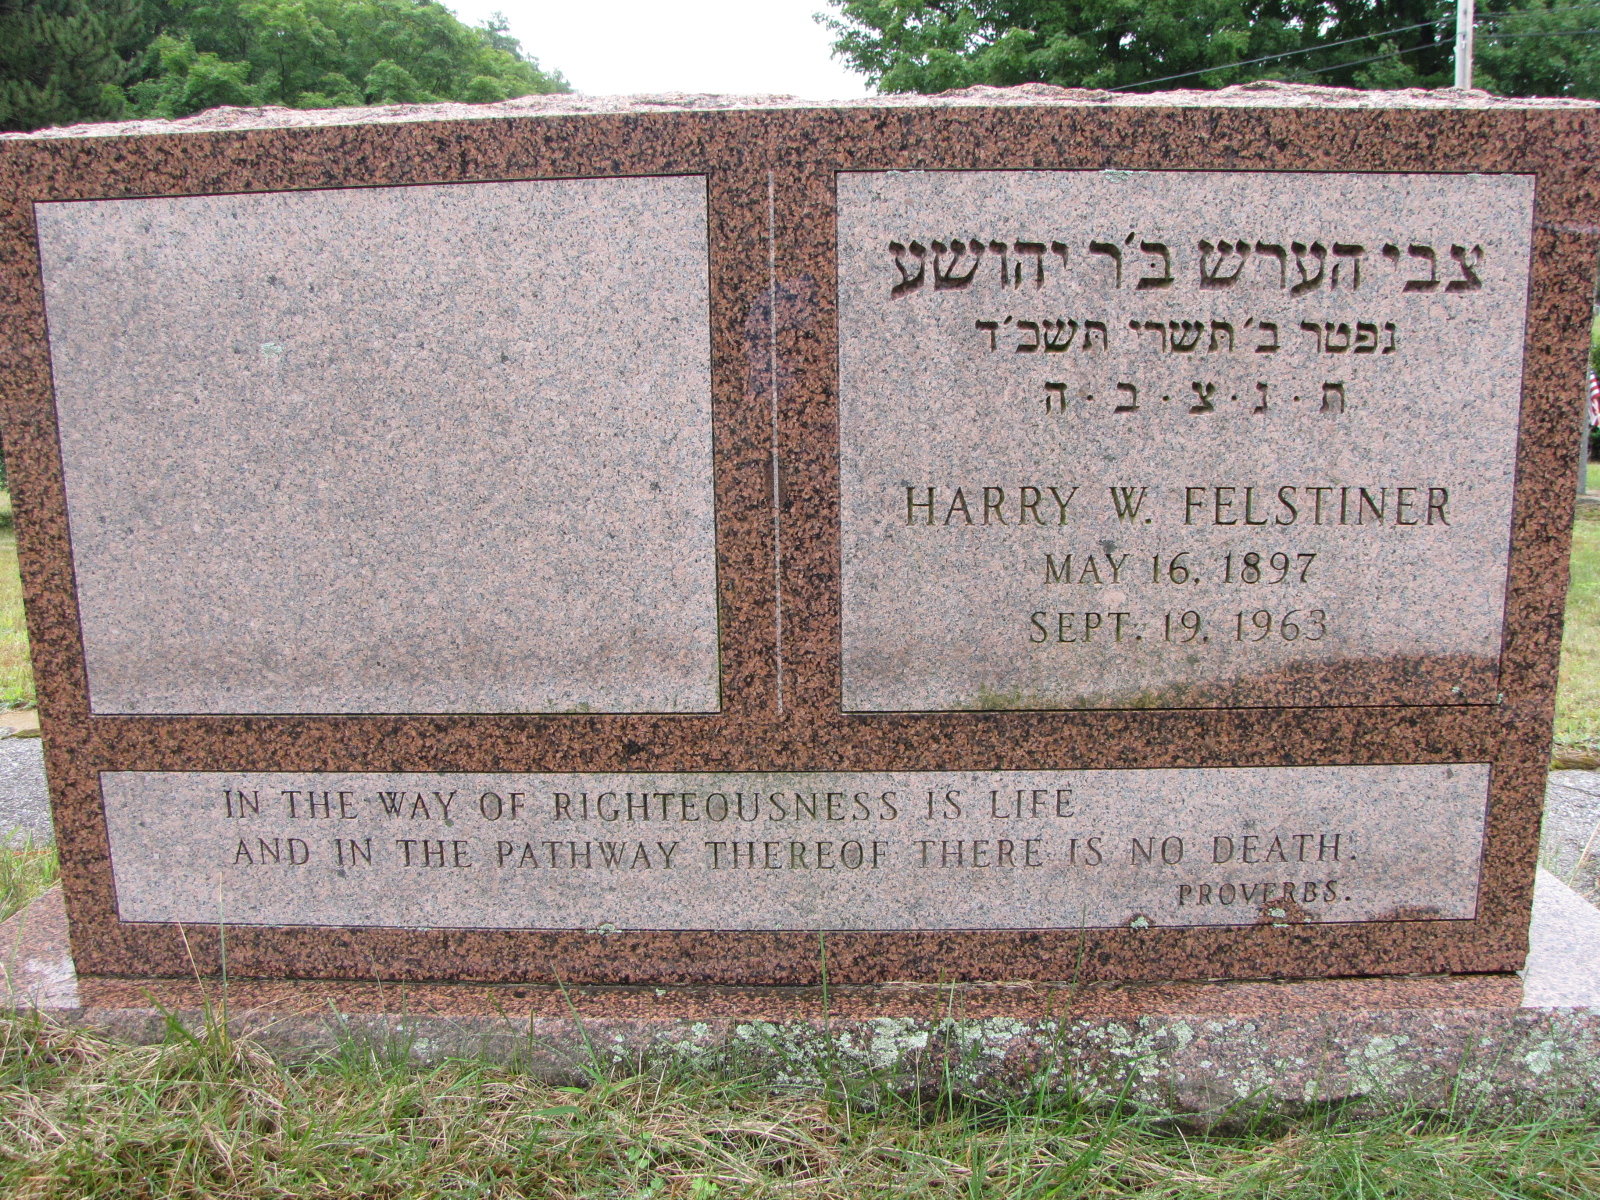 צבי הערש ב'ר יהושע
נפטר ב' תשרי תשכ'ד
ת · נ · צ · ב · ה
HARRY W. FELSTINER
MAY 16, 1897
SEPT. 19, 1963
IN THE WAY OF RIGHTEOUSNESS IS LIFE
AND IN THE PATHWAY THEREOF THERE IS NO DEATH.
PROVERBS.